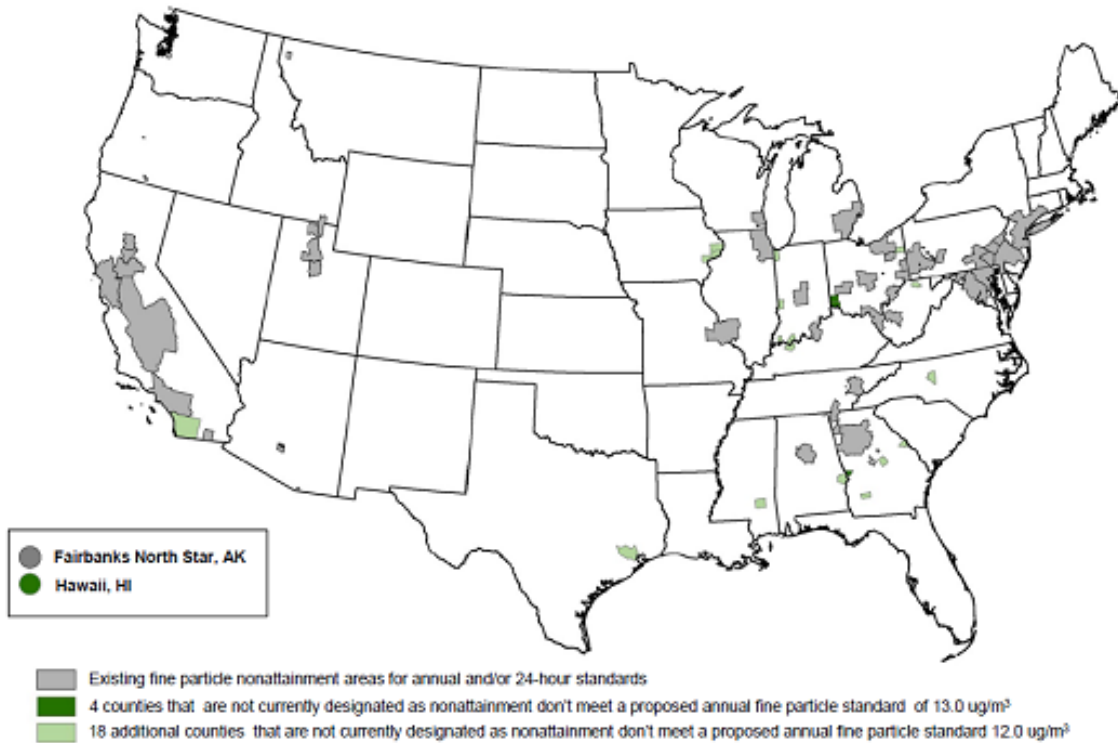 Fairbanks North Star, AK
Hawaii, HI
Existing fine particle nonattainment areas for annual and/or 24-hour standards
4 counties that are not currently designated as nonattainment don't meet a proposed annual fine particle standard of 13.0 ug/m³
18 additional counties that are not currently designated as nonattainment don't meet a proposed annual fine particle standard 12.0 ug/m³